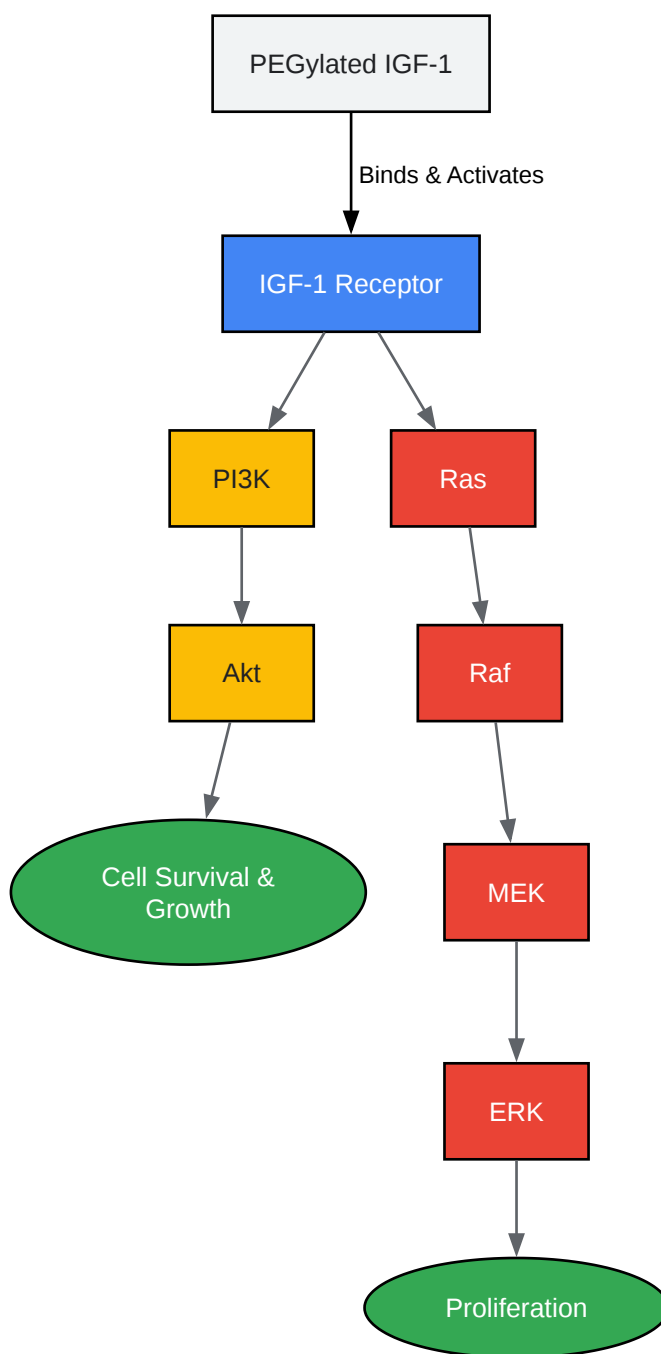 PEGylated IGF-1
Binds & Activates
IGF-1 Receptor
PI3K
Ras
Akt
Raf
Cell Survival &
Growth
MEK
ERK
Proliferation